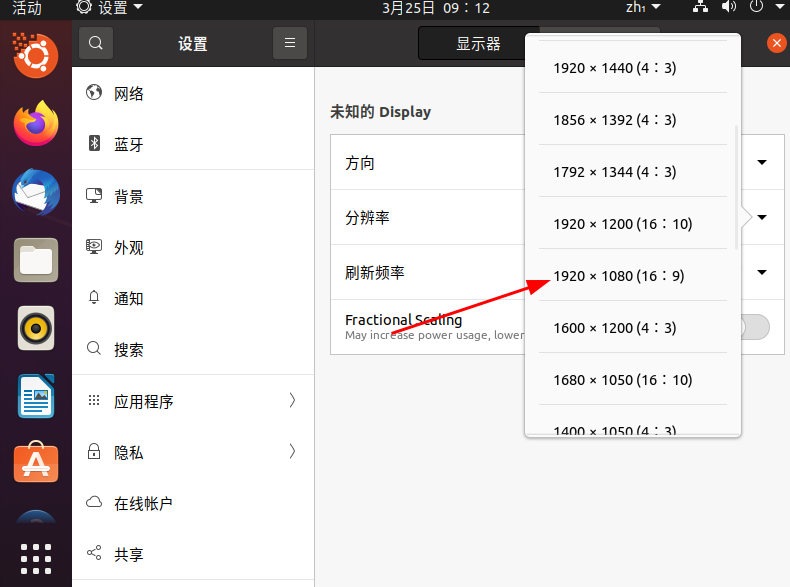 活动
设置
3月25日 09：12
zh₁
设置
显示器
网络
蓝牙
背景
外观
通知
搜索
应用程序
隐私
在线帐户
共享
未知的 Display
方向
分辨率
刷新频率
Fractional Scaling
May increase power usage, lower
1920 × 1440 (4：3)
1856 × 1392 (4：3)
1792 × 1344 (4：3)
1920 × 1200 (16：10)
1920 × 1080 (16：9)
1600 × 1200 (4：3)
1680 × 1050 (16：10)
1400 × 1050 (4：3)